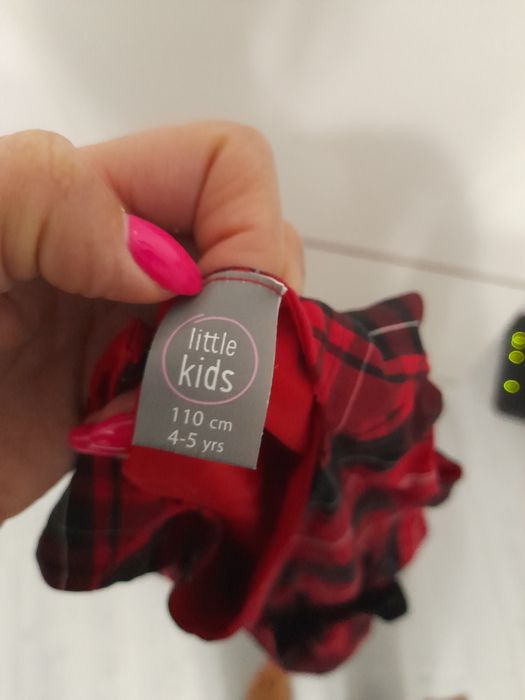 little
kids
110 cm
4-5 yrs